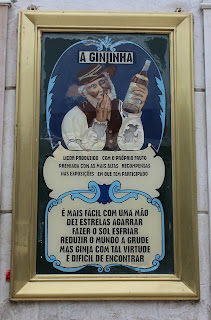 A GINJINHA
LICOR PRODUZIDO COM O PRÓPRIO FRUTO
PREMIADA COM AS MAIS ALTAS RECOMPENSAS
NAS EXPOSIÇÕES EM QUE TEM PARTICIPADO
É MAIS FÁCIL COM UMA MÃO
DEZ ESTRELAS AGARRAR
FAZER O SOL ESFRIAR
REDUZIR O MUNDO A GRUDE
MAS GINJA COM TAL VIRTUDE
É DIFICIL DE ENCONTRAR